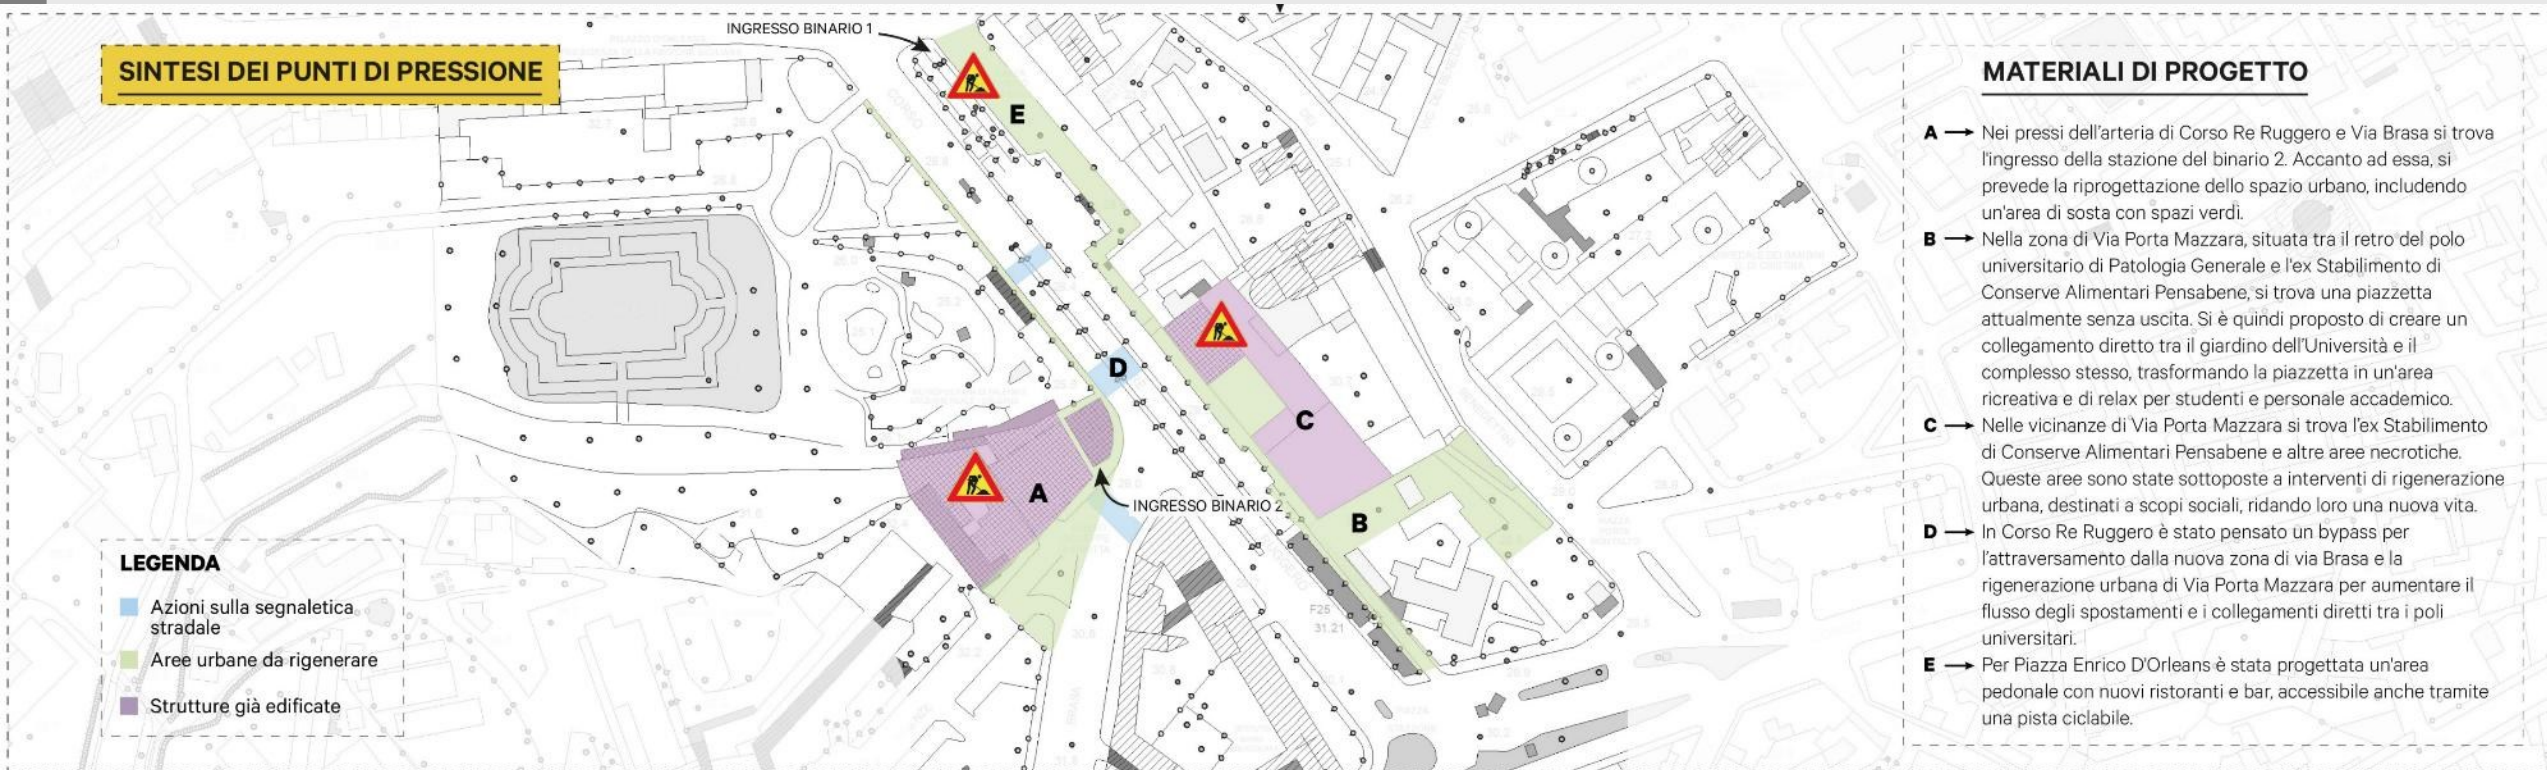 INGRESSO BINARIO 1
SINTESI DEI PUNTI DI PRESSIONE
E
D
C
A
INGRESSO BINARIO 2
B
F25
31.21
LEGENDA
Azioni sulla segnaletica
stradale
Aree urbane da rigenerare
Strutture già edificate
MATERIALI DI PROGETTO
A Nei pressi dell'arteria di Corso Re Ruggero e Via Brasa si trova
l'ingresso della stazione del binario 2. Accanto ad essa, si
prevede la riprogettazione dello spazio urbano, includendo
un'area di sosta con spazi verdi.
B Nella zona di Via Porta Mazzara, situata tra il retro del polo
universitario di Patologia Generale e l'ex Stabilimento di
Conserve Alimentari Pensabene, si trova una piazzetta
attualmente senza uscita. Si è quindi proposto di creare un
collegamento diretto tra il giardino dell'Università e il
complesso stesso, trasformando la piazzetta in un'area
ricreativa e di relax per studenti e personale accademico.
C Nelle vicinanze di Via Porta Mazzara si trova l'ex Stabilimento
di Conserve Alimentari Pensabene e altre aree necrotiche.
Queste aree sono state sottoposte a interventi di rigenerazione
urbana, destinati a scopi sociali, ridando loro una nuova vita.
D In Corso Re Ruggero è stato pensato un bypass per
l'attraversamento dalla nuova zona di via Brasa e la
rigenerazione urbana di Via Porta Mazzara per aumentare il
flusso degli spostamenti e i collegamenti diretti tra i poli
universitari.
E Per Piazza Enrico D'Orleans è stata progettata un'area
pedonale con nuovi ristoranti e bar, accessibile anche tramite
una pista ciclabile.